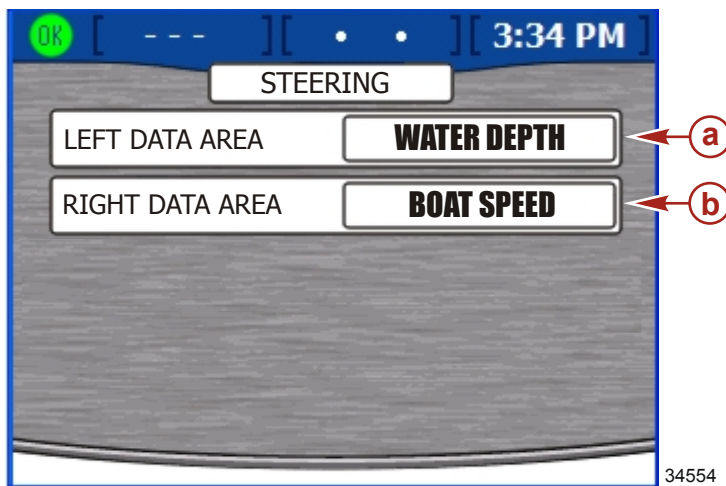 OK [ - - - ][ • • ][ 3:34 PM ]
STEERING
LEFT DATA AREA WATER DEPTH a
RIGHT DATA AREA BOAT SPEED b
34554